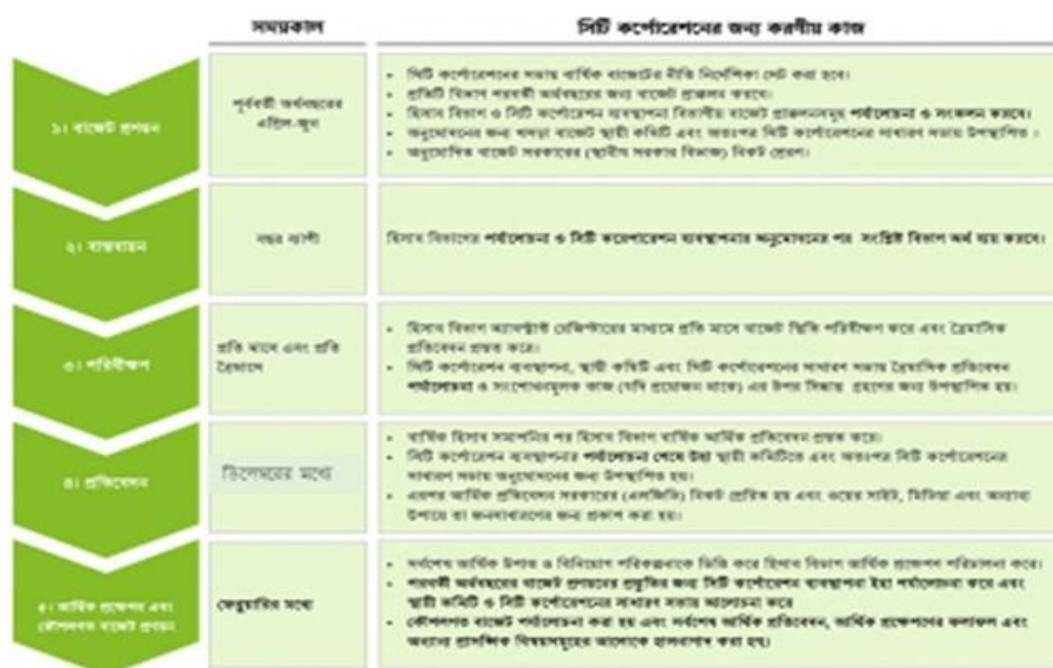 সময়কাল
সিটি কর্পোরেশনের জন্য করণীয় কাজ
১। বাজেট প্রণয়ন
পূর্ববর্তী অর্থবছরের
এপ্রিল-জুন
• সিটি কর্পোরেশনের সভায় বার্ষিক বাজেটের নীতি নির্দেশিকা সেট করা হবে।
• প্রতিটি বিভাগ পরবর্তী অর্থবছরের জন্য বাজেট প্রাক্কলন করবে।
• হিসাব বিভাগ ও সিটি কর্পোরেশন ব্যবস্থাপনা বিভাগীয় বাজেট প্রাক্কলনসমূহ পর্যালোচনা ও সংকলন করবে।
• অনুমোদনের জন্য খসড়া বাজেট স্থায়ী কমিটি এবং অতঃপর সিটি কর্পোরেশনের সাধারণ সভায় উপস্থাপিত ।
• অনুমোদিত বাজেট সরকারের (স্থানীয় সরকার বিভাগ) নিকট প্রেরণ।
২। বাস্তবায়ন
বছর ব্যাপী
হিসাব বিভাগের পর্যালোচনা ও সিটি করপোরেশন ব্যবস্থাপনার অনুমোদনের পর সংশ্লিষ্ট বিভাগ অর্থ ব্যয় করবে।
৩। পরিবীক্ষণ
প্রতি মাসে এবং প্রতি
ত্রৈমাসে
• হিসাব বিভাগ অ্যাবস্ট্রাক্ট রেজিস্টারের মাধ্যমে প্রতি মাসে বাজেট স্থিতি পরিবীক্ষণ করে এবং ত্রৈমাসিক
প্রতিবেদন প্রস্তুত করে।
• সিটি কর্পোরেশন ব্যবস্থাপনা, স্থায়ী কমিটি এবং সিটি কর্পোরেশনের সাধারণ সভায় ত্রৈমাসিক প্রতিবেদন
পর্যালোচনা ও সংশোধনমূলক কাজ (যদি প্রয়োজন থাকে) এর উপর সিদ্ধান্ত গ্রহণের জন্য উপস্থাপিত হয়।
৪। প্রতিবেদন
ডিসেম্বরের মধ্যে
• বার্ষিক হিসাব সমাপনির পর হিসাব বিভাগ বার্ষিক আর্থিক প্রতিবেদন প্রস্তুত করে।
• সিটি কর্পোরেশন ব্যবস্থাপনার পর্যালোচনা শেষে উহা স্থায়ী কমিটিতে এবং অতঃপর সিটি কর্পোরেশনের
সাধারণ সভায় অনুমোদনের জন্য উপস্থাপিত হয়।
• এরপর আর্থিক প্রতিবেদন সরকারের (এলজিডি) নিকট প্রেরিত হয় এবং ওয়েব সাইট, মিডিয়া এবং অন্যান্য
উপায়ে তা জনসাধারণের জন্য প্রকাশ করা হয়।
৫। আর্থিক প্রক্ষেপণ এবং
কৌশলগত বাজেট প্রণয়ন
ফেব্রুয়ারির মধ্যে
• সর্বশেষ আর্থিক উপাত্ত ও বিনিয়োগ পরিকল্পনাকে ভিত্তি করে হিসাব বিভাগ আর্থিক প্রক্ষেপণ পরিচালনা করে।
• পরবর্তী অর্থবছরের বাজেট প্রণয়নের প্রস্তুতির জন্য সিটি কর্পোরেশন ব্যবস্থাপনা ইহা পর্যালোচনা করে এবং
স্থায়ী কমিটি ও সিটি কর্পোরেশনের সাধারণ সভায় আলোচনা করে
• কৌশলগত বাজেট পর্যালোচনা করা হয় এবং সর্বশেষ আর্থিক প্রতিবেদন, আর্থিক প্রক্ষেপণের ফলাফল এবং
অন্যান্য প্রাসঙ্গিক বিষয়সমূহের আলোকে হালনাগাদ করা হয়।